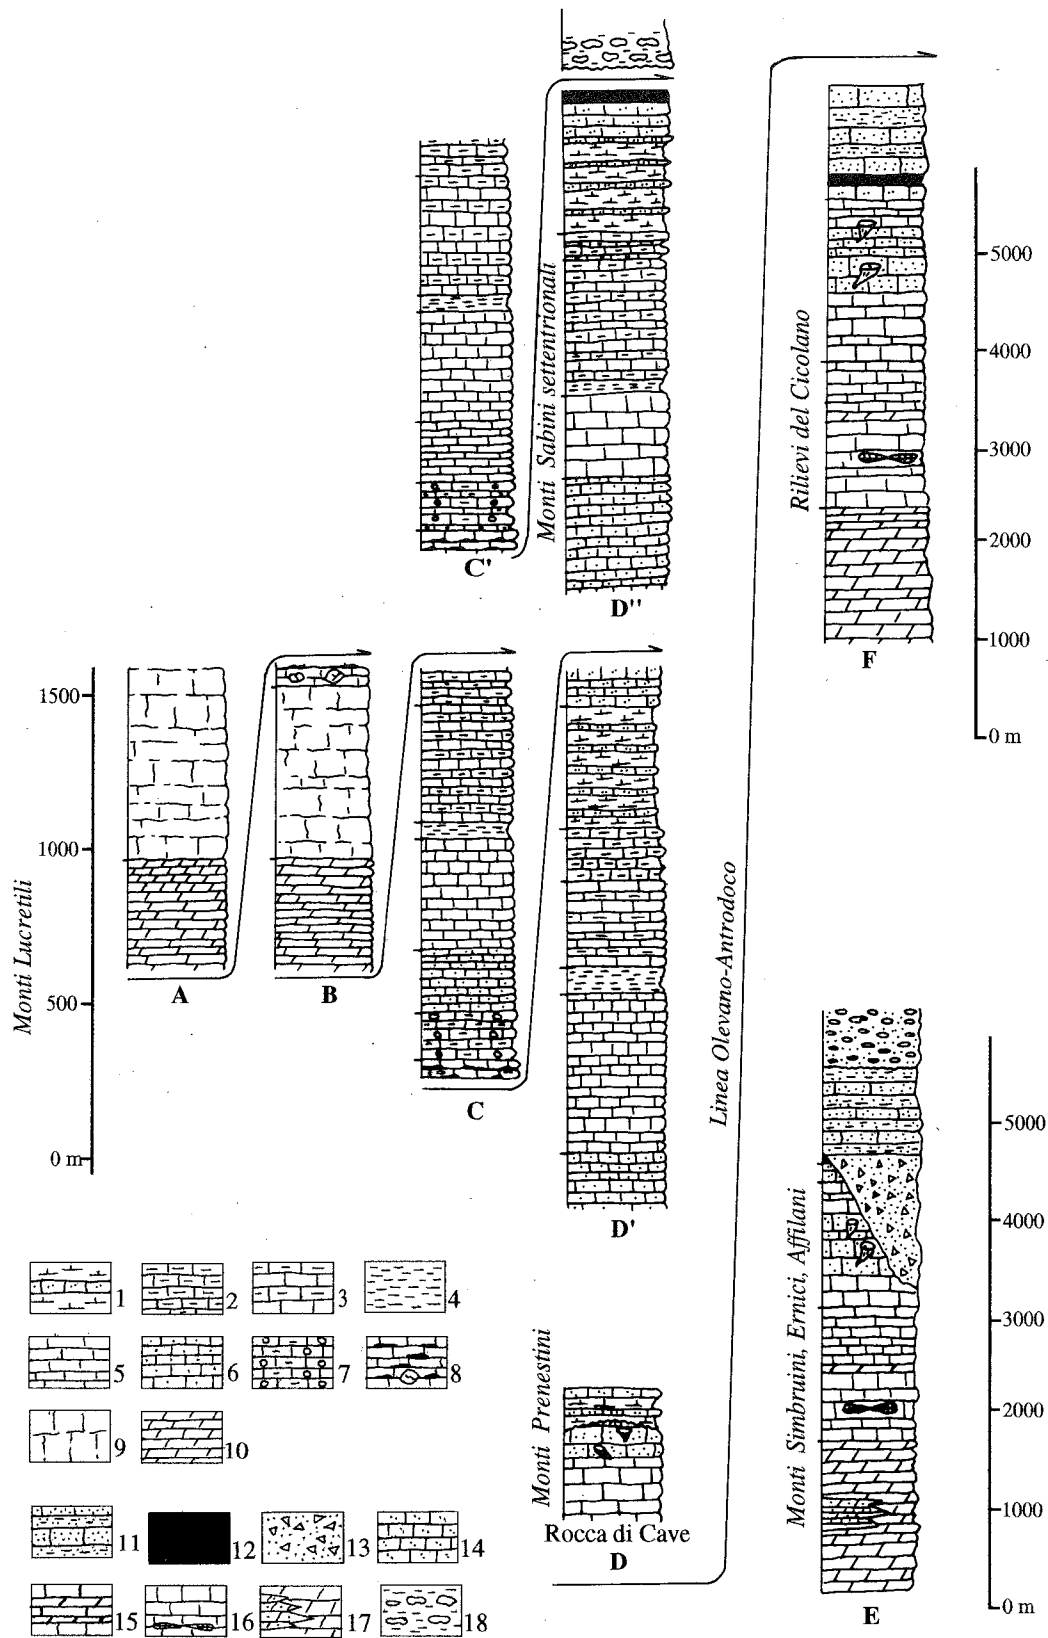 Monti Sabini settentrionali
C'
D''
Rilievi del Cicolano
5000
4000
3000
2000
1000
0 m
F
Monti Lucretili
1500
1000
500
0 m
A
B
C
D'
Linea Olevano-Antrodoco
Monti Prenestini
Rocca di Cave
D
Monti Simbruini, Ernici, Affilani
5000
4000
3000
2000
1000
0 m
E
1
2
3
4
5
6
7
8
9
10
11
12
13
14
15
16
17
18